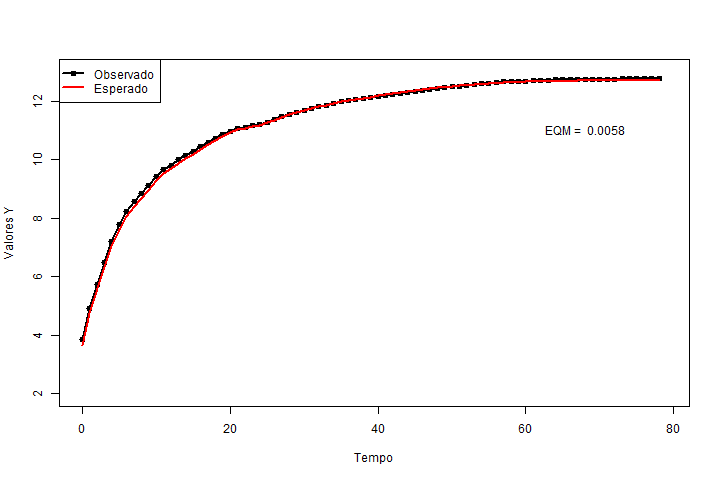 Observado
Esperado
EQM = 0.0058
Valores Y
12
10
8
6
4
2
0 20 40 60 80
Tempo